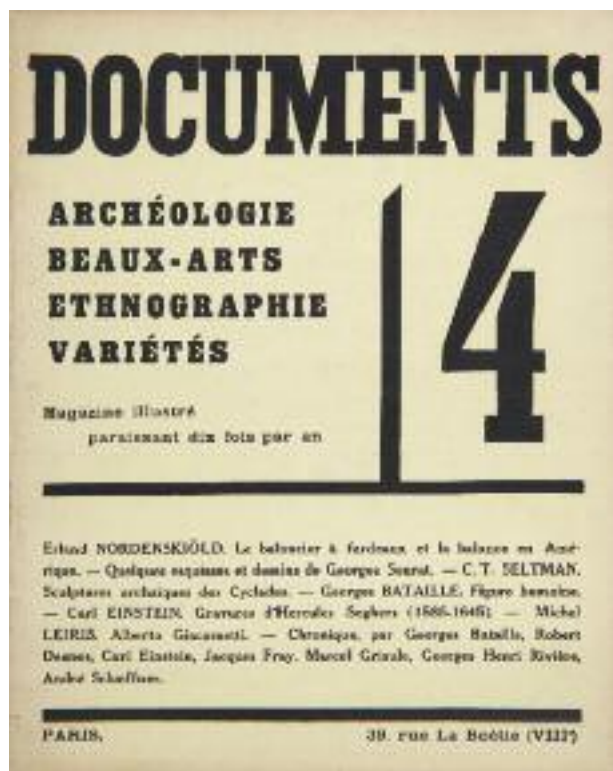 DOCUMENTS
ARCHÉOLOGIE
BEAUX-ARTS
ETHNOGRAPHIE
VARIÉTÉS
4
Magazine illustré
paraissant dix fois par an
Erland NORDENSKIÖLD. Le balancier à fardeaux et la balance en Amé-
rique. — Quelques esquisses et dessins de Georges Seurat. — C. T. SELTMAN.
Sculptures archaïques des Cyclades. — Georges BATAILLE. Figure humaine.
— Carl EINSTEIN. Gravures d'Hercules Seghers (1585-1645). — Michel
LEIRIS. Alberto Giacometti. — Chronique, par Georges Bataille, Robert
Desnos, Carl Einstein, Jacques Fray, Marcel Griaule, Georges Henri Rivière,
André Schaeffner.
PARIS,
39, rue La Boétie (VIIIᵉ)